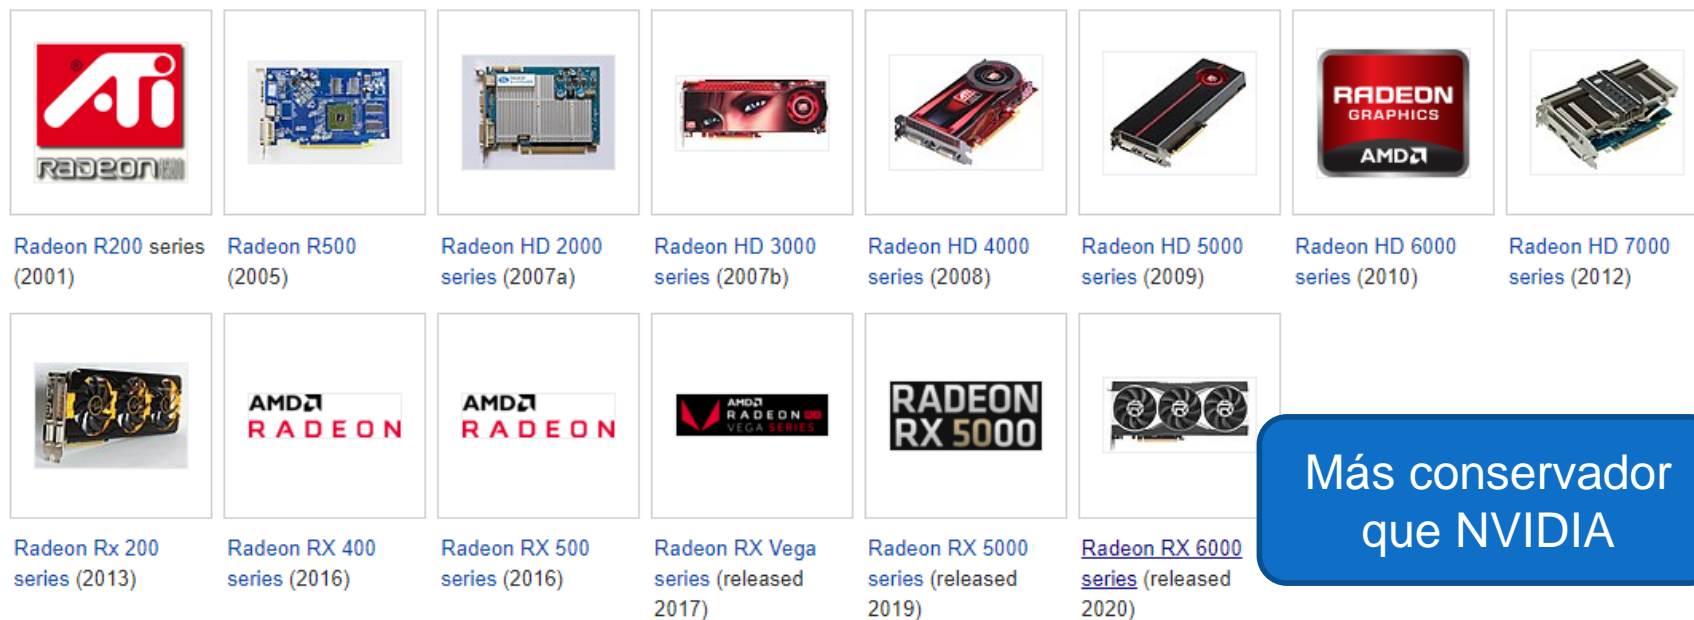 ATi
RADEON 8500
RADEON
GRAPHICS
AMD
Radeon R200 series
(2001)
Radeon R500
(2005)
Radeon HD 2000
series (2007a)
Radeon HD 3000
series (2007b)
Radeon HD 4000
series (2008)
Radeon HD 5000
series (2009)
Radeon HD 6000
series (2010)
Radeon HD 7000
series (2012)
AMD
RADEON
AMD
RADEON
AMD
RADEON RX
VEGA SERIES
RADEON
RX 5000
Radeon Rx 200
series (2013)
Radeon RX 400
series (2016)
Radeon RX 500
series (2016)
Radeon RX Vega
series (released
2017)
Radeon RX 5000
series (released
2019)
Radeon RX 6000
series (released
2020)
Más conservador
que NVIDIA